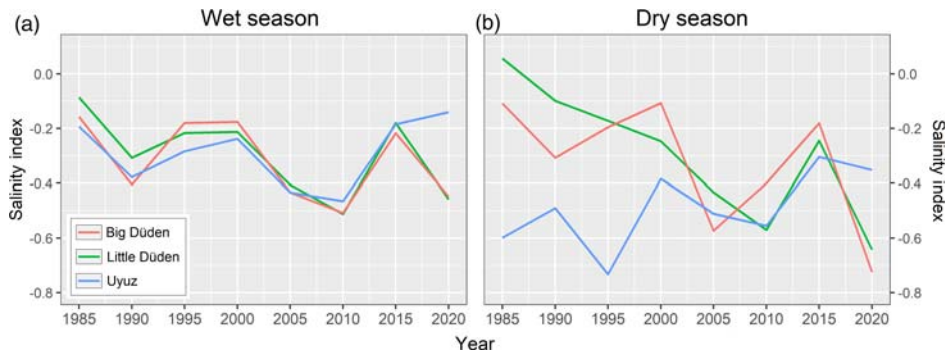 (a) Wet season
(b) Dry season
Salinity index
0.0
-0.2
-0.4
-0.6
-0.8
Big Düden
Little Düden
Uyuz
1985 1990 1995 2000 2005 2010 2015 2020
1985 1990 1995 2000 2005 2010 2015 2020
0.0
-0.2
-0.4
-0.6
-0.8
Salinity index
Year